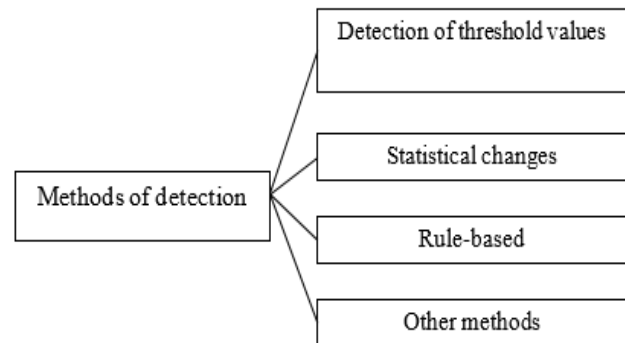 Detection of threshold values
Statistical changes
Methods of detection
Rule-based
Other methods